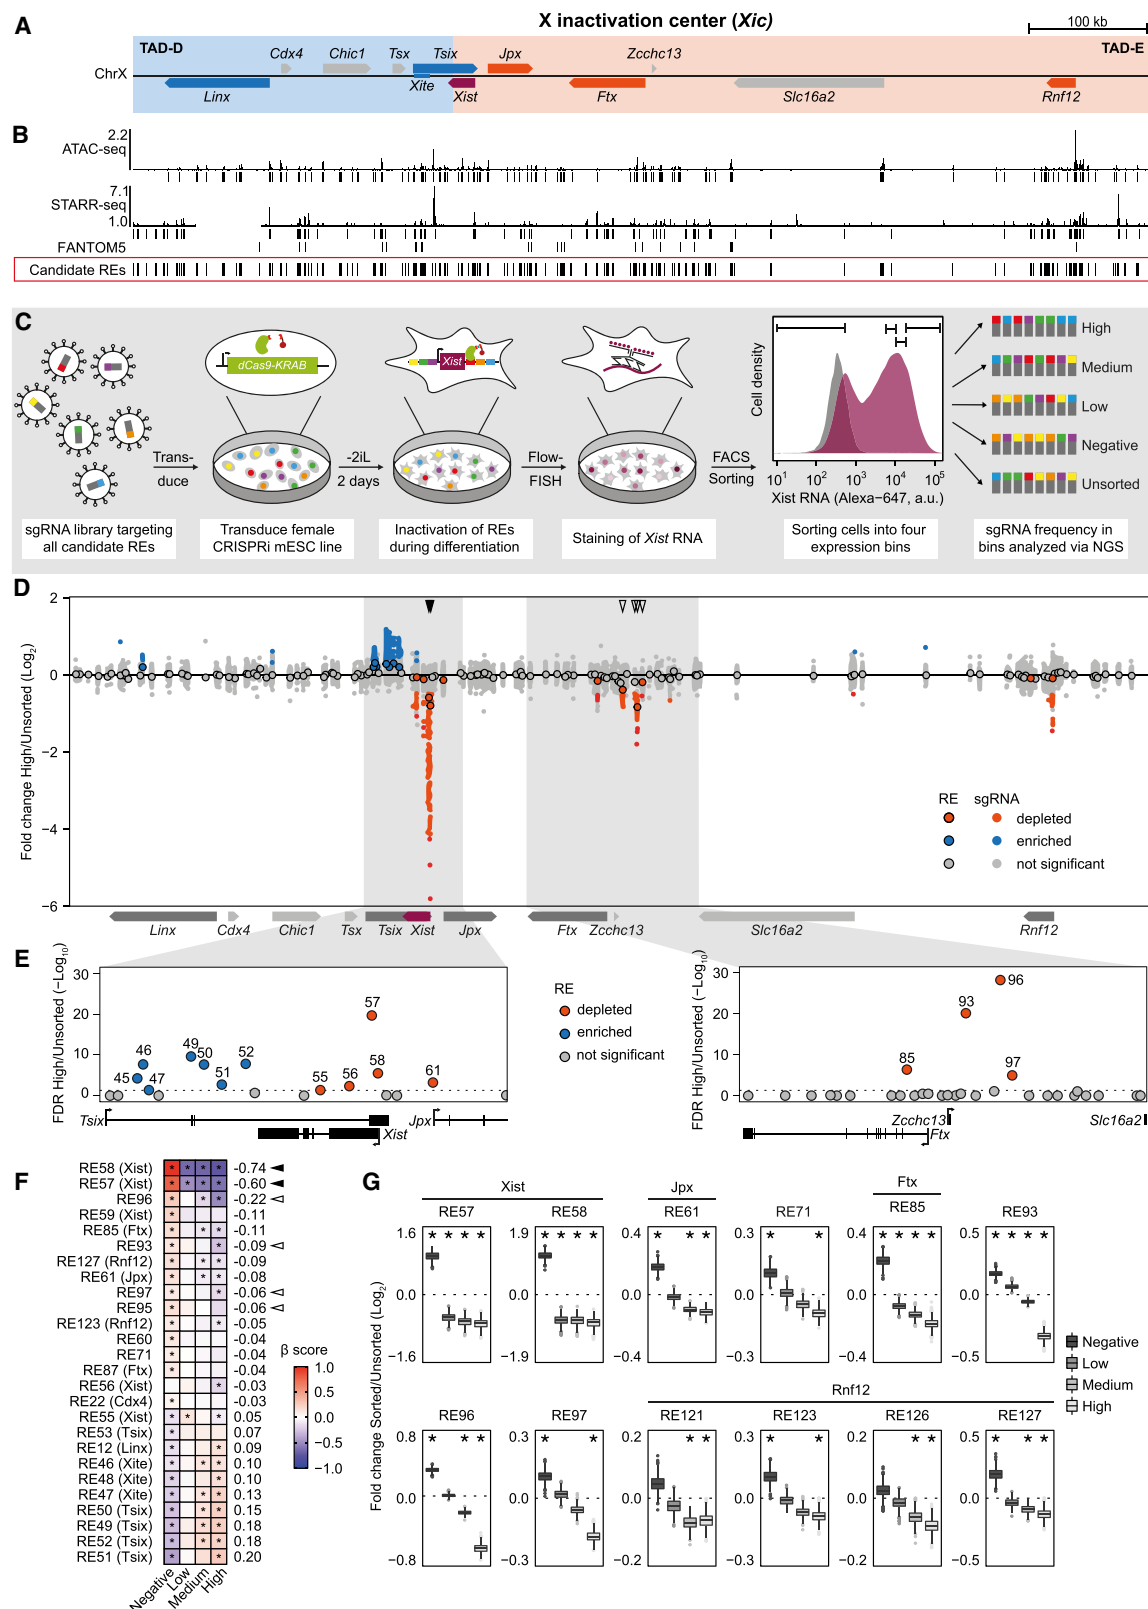 A
X inactivation center (Xic)
100 kb
TAD-D
TAD-E
Cdx4
Chic1
Tsx
Tsix
Jpx
Zcchc13
ChrX
Linx
Xite
Xist
Ftx
Slc16a2
Rnf12
B
2.2
ATAC-seq
7.1
STARR-seq
1.0
FANTOM5
Candidate REs
C
dCas9-KRAB
Xist
Trans-
duce
-2iL
2 days
Flow-
FISH
FACS
Sorting
Cell density
10¹ 10² 10³ 10⁴ 10⁵
Xist RNA (Alexa−647, a.u.)
High
Medium
Low
Negative
Unsorted
sgRNA library targeting
all candidate REs
Transduce female
CRISPRi mESC line
Inactivation of REs
during differentiation
Staining of Xist RNA
Sorting cells into four
expression bins
sgRNA frequency in
bins analyzed via NGS
D
Fold change High/Unsorted (Log₂)
2
0
−2
−4
−6
RE sgRNA
depleted
enriched
not significant
Linx
Cdx4
Chic1
Tsx
Tsix
Xist
Jpx
Ftx
Zcchc13
Slc16a2
Rnf12
E
FDR High/Unsorted (−Log₁₀)
30
20
10
0
45
46
47
49
50
51
52
55
56
57
58
61
Tsix
Xist
Jpx
RE
depleted
enriched
not significant
FDR High/Unsorted (−Log₁₀)
30
20
10
0
85
93
96
97
Zcchc13
Ftx
Slc16a2
F
RE58 (Xist) * * * * -0.74
RE57 (Xist) * * * * -0.60
RE96 * * * -0.22
RE59 (Xist) * -0.11
RE85 (Ftx) * * * -0.11
RE93 * * -0.09
RE127 (Rnf12) * * * -0.09
RE61 (Jpx) * * * -0.08
RE97 * * -0.06
RE95 * -0.06
RE123 (Rnf12) * * -0.05
RE60 * -0.04
RE71 * -0.04
RE87 (Ftx) * -0.04
RE56 (Xist) * -0.03
RE22 (Cdx4) * -0.03
RE55 (Xist) * * * 0.05
RE53 (Tsix) * 0.07
RE12 (Linx) * * 0.09
RE46 (Xite) * * * 0.10
RE48 (Xite) * * 0.10
RE47 (Xite) * * * 0.13
RE50 (Tsix) * * * 0.15
RE49 (Tsix) * * * 0.18
RE52 (Tsix) * * * 0.18
RE51 (Tsix) * * 0.20
Negative
Low
Medium
High
β score
1.0
0.5
0.0
−0.5
−1.0
G
Fold change Sorted/Unsorted (Log₂)
Xist
Jpx
Ftx
RE57
RE58
RE61
RE71
RE85
RE93
1.6
0.0
−1.6
* * * *
1.9
0.0
−1.9
* * * *
0.4
0.0
−0.4
* * *
0.3
0.0
−0.3
* *
0.4
0.0
−0.4
* * * *
0.5
0.0
−0.5
* * * *
Negative
Low
Medium
High
Rnf12
RE96
RE97
RE121
RE123
RE126
RE127
0.8
0.0
−0.8
* * *
0.3
0.0
−0.3
* *
0.2
0.0
−0.2
* * *
0.3
0.0
−0.3
* *
0.2
0.0
−0.2
* * *
0.5
0.0
−0.5
* * * *